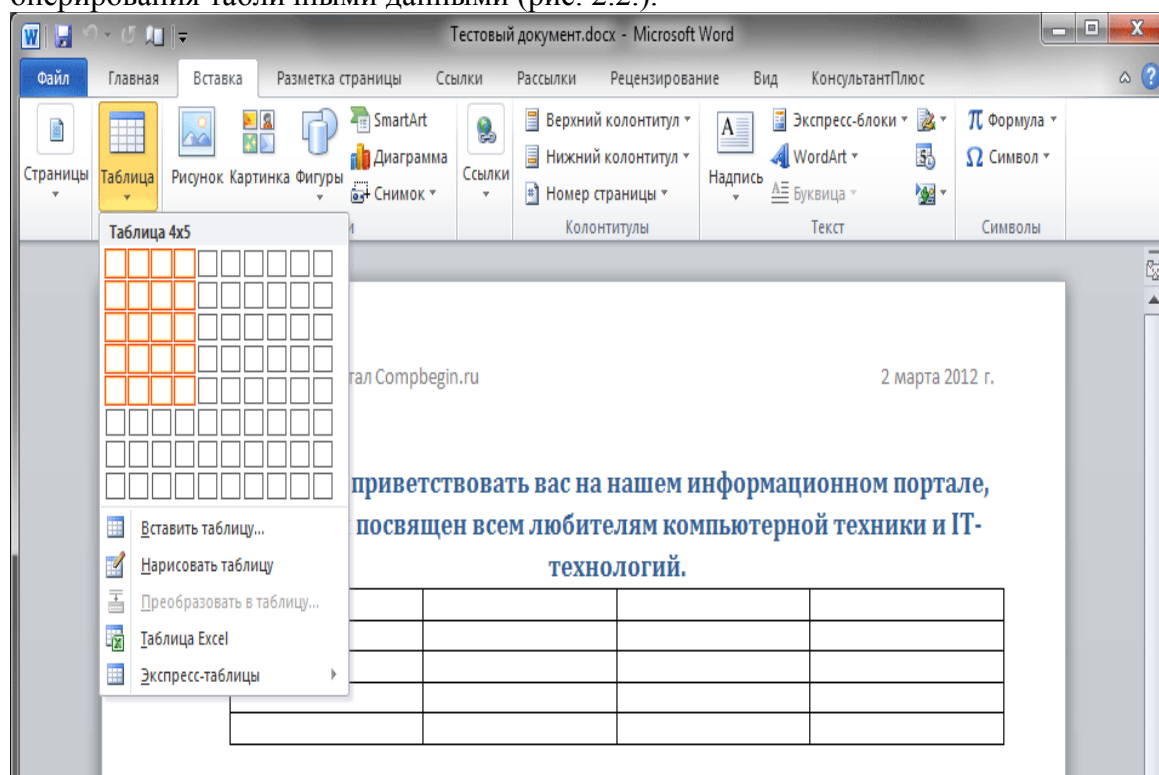 оперирования табличными данными (рис. 2.2.).
Тестовый документ.docx - Microsoft Word
Файл Главная Вставка Разметка страницы Ссылки Рассылки Рецензирование Вид КонсультантПлюс
Страницы Таблица Рисунок Картинка Фигуры SmartArt Диаграмма Снимок Ссылки Верхний колонтитул Нижний колонтитул Номер страницы Надпись Экспресс-блоки WordArt Буквица Формула Символ
Колонтитулы Текст Символы
Таблица 4x5
Compbegin.ru 2 марта 2012 г.
приветствовать вас на нашем информационном портале,
посвящен всем любителям компьютерной техники и IT-
технологий.
Вставить таблицу...
Нарисовать таблицу
Преобразовать в таблицу...
Таблица Excel
Экспресс-таблицы